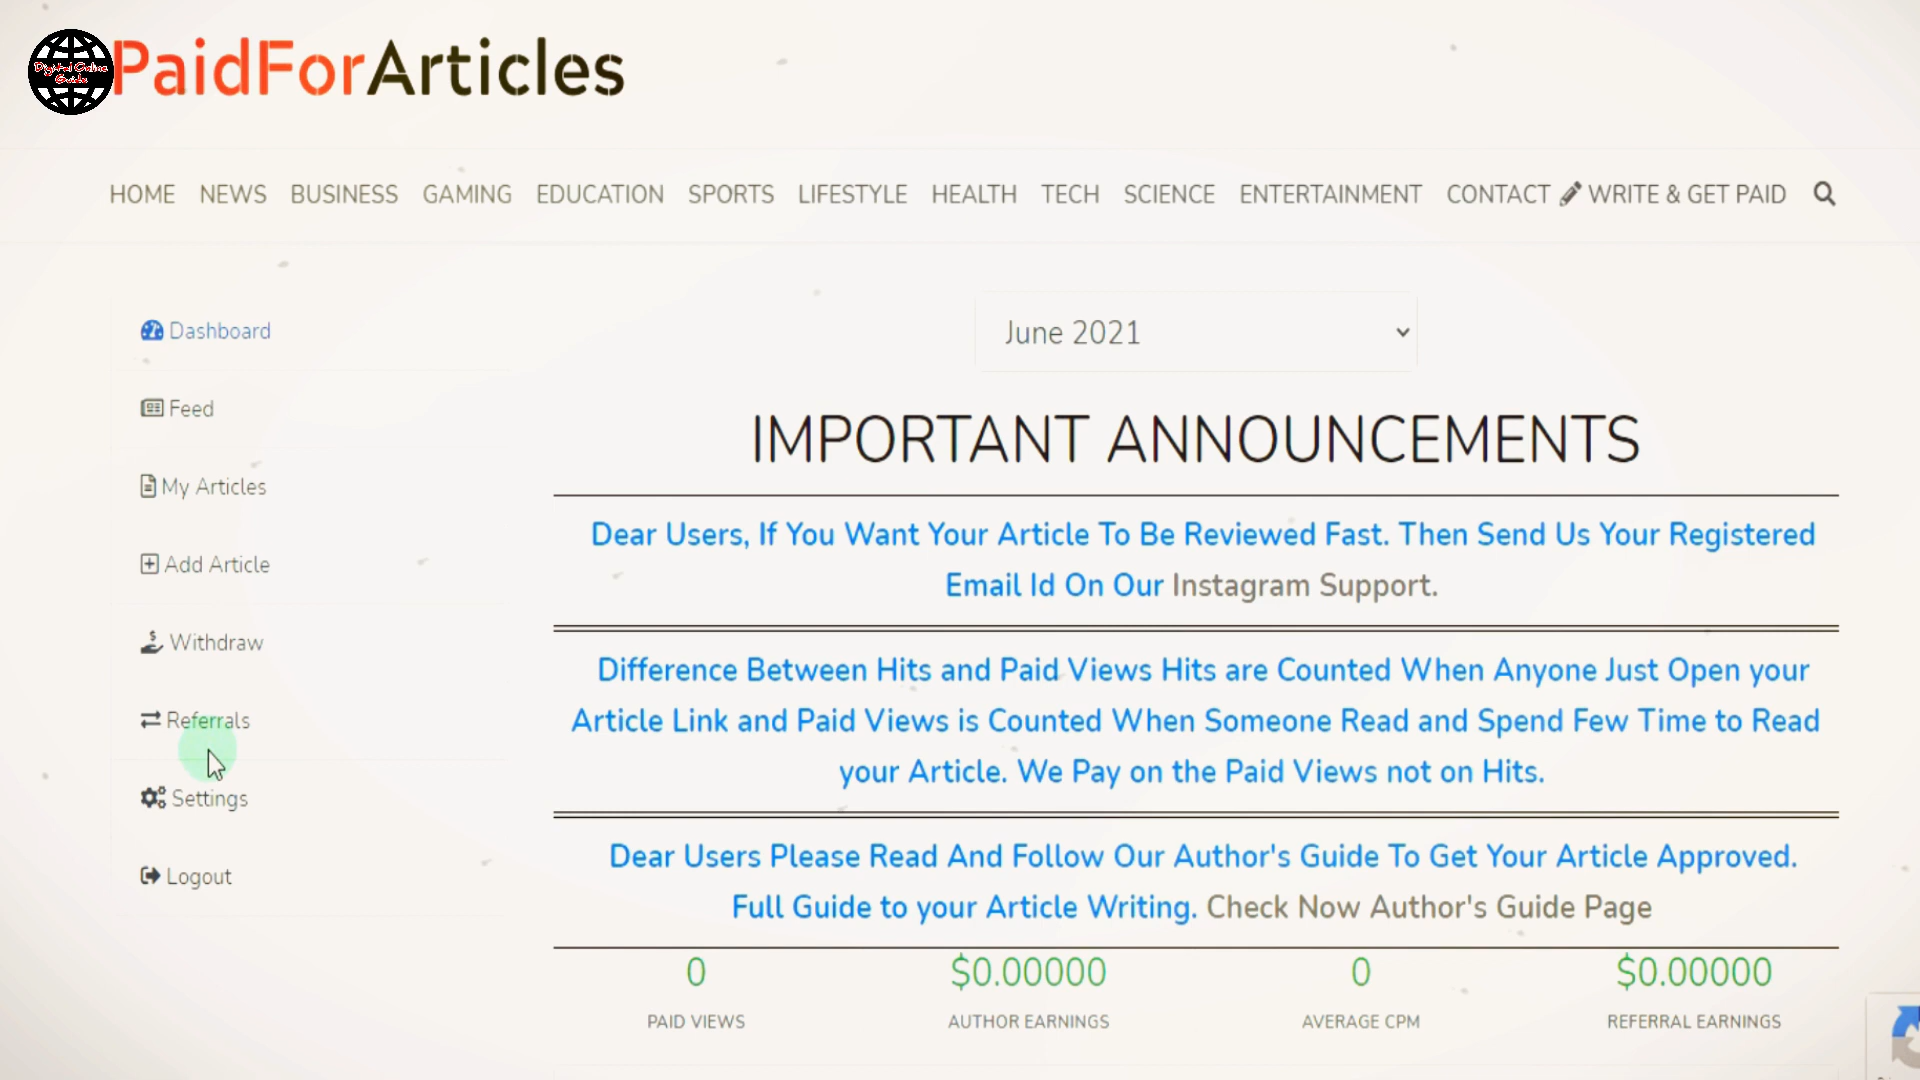 Digital Online
Guide
PaidForArticles
HOME NEWS BUSINESS GAMING EDUCATION SPORTS LIFESTYLE HEALTH TECH SCIENCE ENTERTAINMENT CONTACT WRITE & GET PAID
Dashboard
Feed
My Articles
Add Article
Withdraw
Referrals
Settings
Logout
June 2021
IMPORTANT ANNOUNCEMENTS
Dear Users, If You Want Your Article To Be Reviewed Fast. Then Send Us Your Registered
Email Id On Our Instagram Support.
Difference Between Hits and Paid Views Hits are Counted When Anyone Just Open your
Article Link and Paid Views is Counted When Someone Read and Spend Few Time to Read
your Article. We Pay on the Paid Views not on Hits.
Dear Users Please Read And Follow Our Author's Guide To Get Your Article Approved.
Full Guide to your Article Writing. Check Now Author's Guide Page
0 $0.00000 0 $0.00000
PAID VIEWS AUTHOR EARNINGS AVERAGE CPM REFERRAL EARNINGS